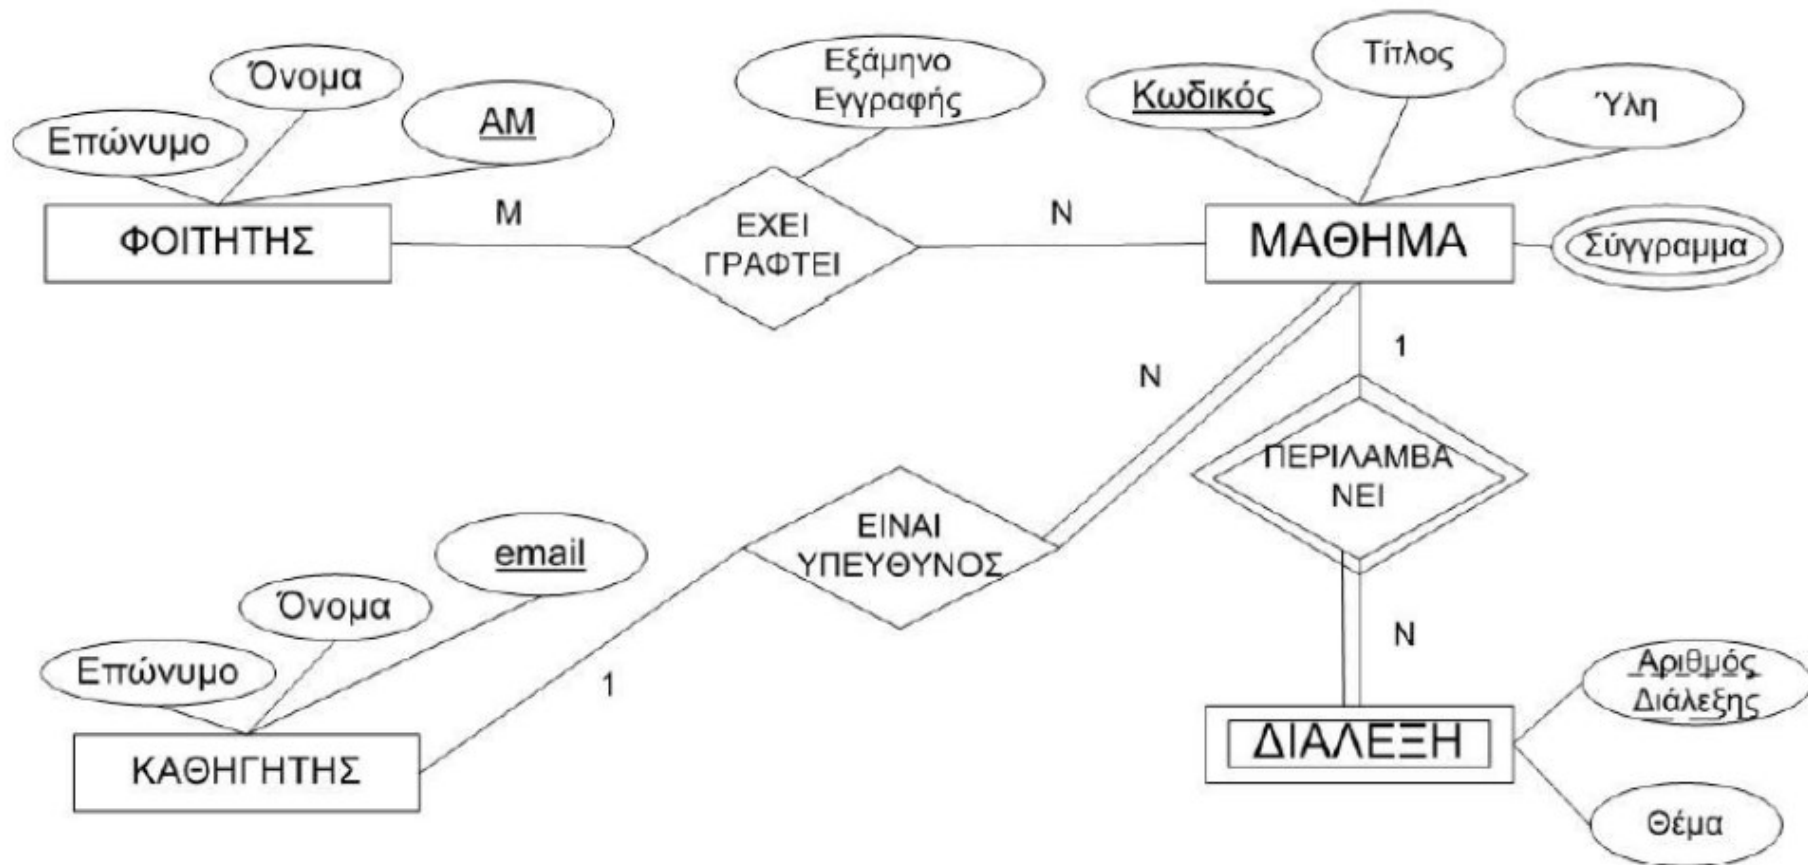 Όνομα
Εξάμηνο
Εγγραφής
Τίτλος
Επώνυμο
ΑΜ
Κωδικός
Ύλη
ΦΟΙΤΗΤΗΣ
Μ
ΕΧΕΙ
ΓΡΑΦΤΕΙ
Ν
ΜΑΘΗΜΑ
Σύγγραμμα
Ν
1
ΠΕΡΙΛΑΜΒΑ
ΝΕΙ
ΕΙΝΑΙ
ΥΠΕΥΘΥΝΟΣ
email
Όνομα
Επώνυμο
1
Ν
Αριθμός
Διάλεξης
ΚΑΘΗΓΗΤΗΣ
ΔΙΑΛΕΞΗ
Θέμα